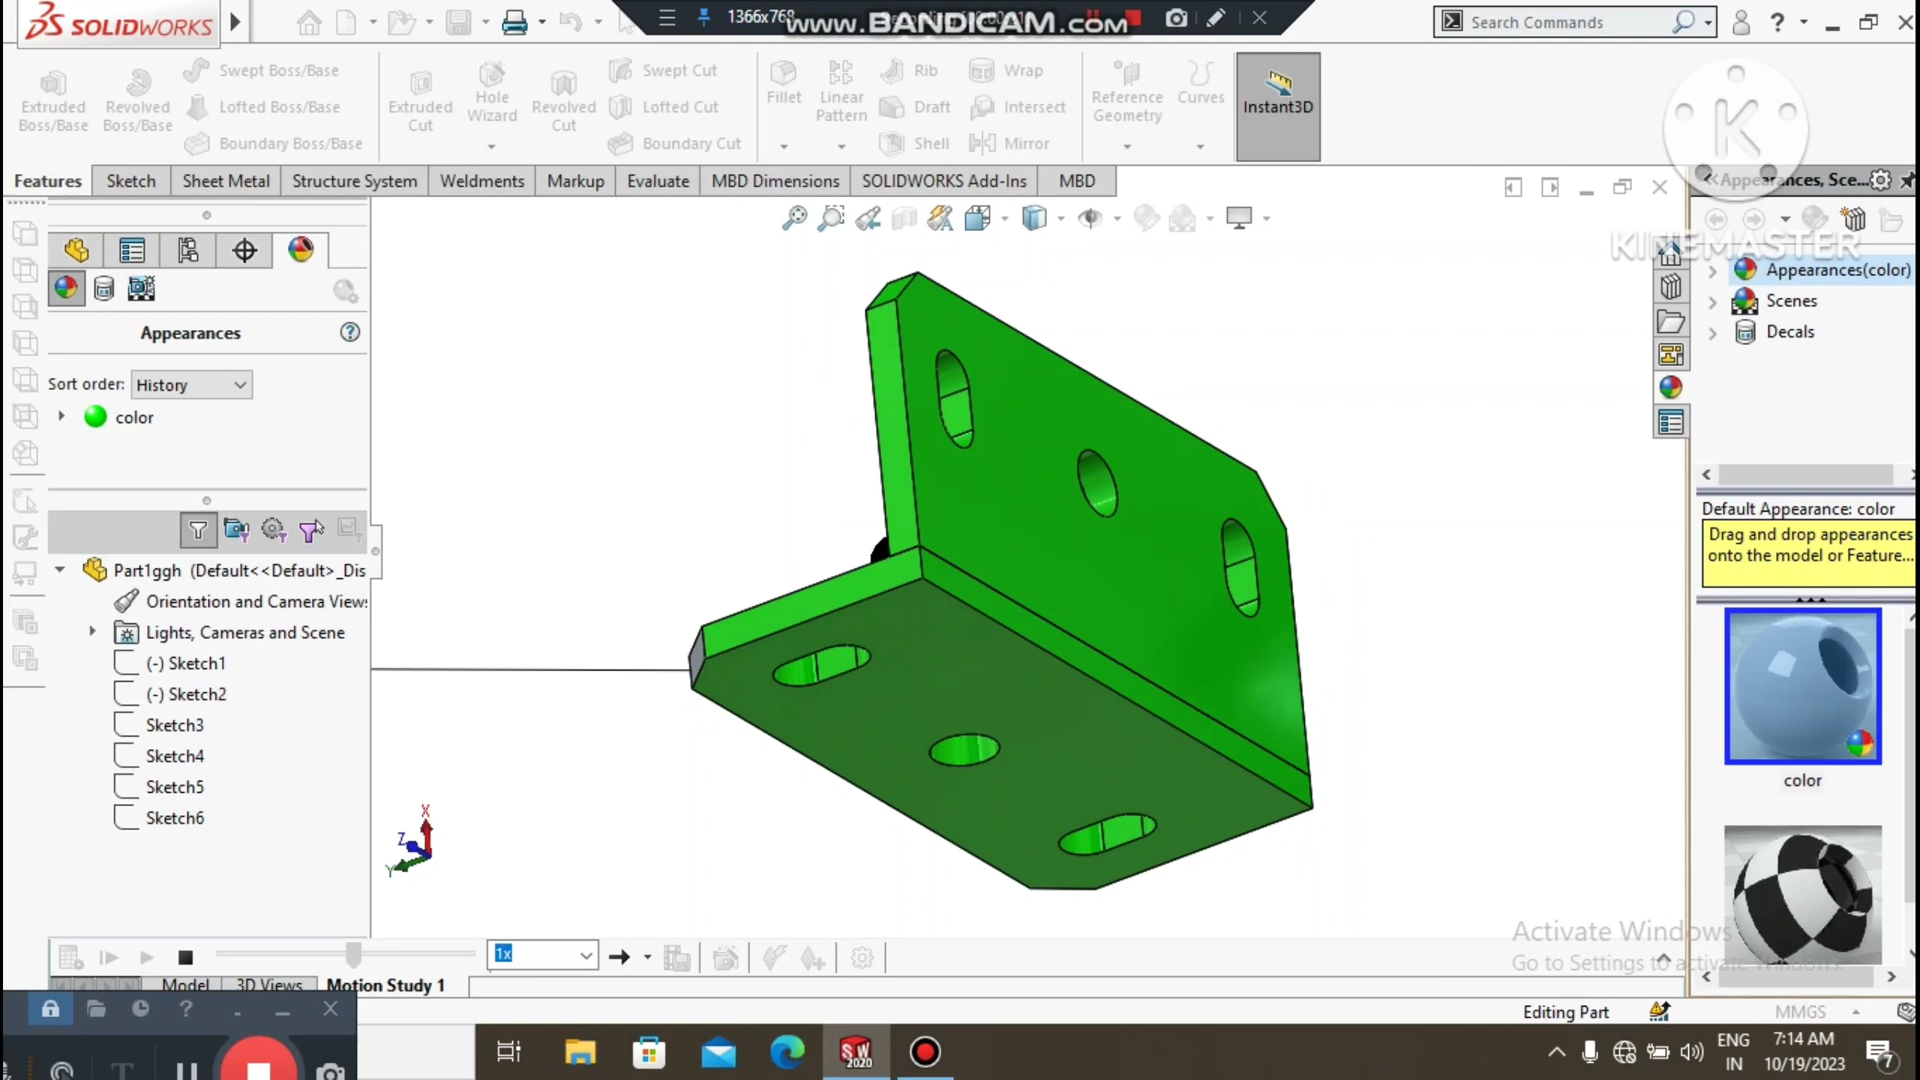 SOLIDWORKS
1366x768
www.BANDICAM.com
Search Commands
Extruded Boss/Base
Revolved Boss/Base
Swept Boss/Base
Lofted Boss/Base
Boundary Boss/Base
Extruded Cut
Hole Wizard
Revolved Cut
Swept Cut
Lofted Cut
Boundary Cut
Fillet
Linear Pattern
Rib
Draft
Shell
Wrap
Intersect
Mirror
Reference Geometry
Curves
Instant3D
K
KINEMASTER
Features
Sketch
Sheet Metal
Structure System
Weldments
Markup
Evaluate
MBD Dimensions
SOLIDWORKS Add-Ins
MBD
Appearances, Sce...
Appearances
Sort order: History
color
Part1ggh (Default<<Default>_Dis
Orientation and Camera Views
Lights, Cameras and Scene
(-) Sketch1
(-) Sketch2
Sketch3
Sketch4
Sketch5
Sketch6
X
Z
Y
Appearances(color)
Scenes
Decals
Default Appearance: color
Drag and drop appearances
onto the model or Feature...
color
Activate Windows
Go to Settings to activate Windows.
1x
Model
3D Views
Motion Study 1
Editing Part
MMGS
SW
2020
ENG
IN
7:14 AM
10/19/2023
7